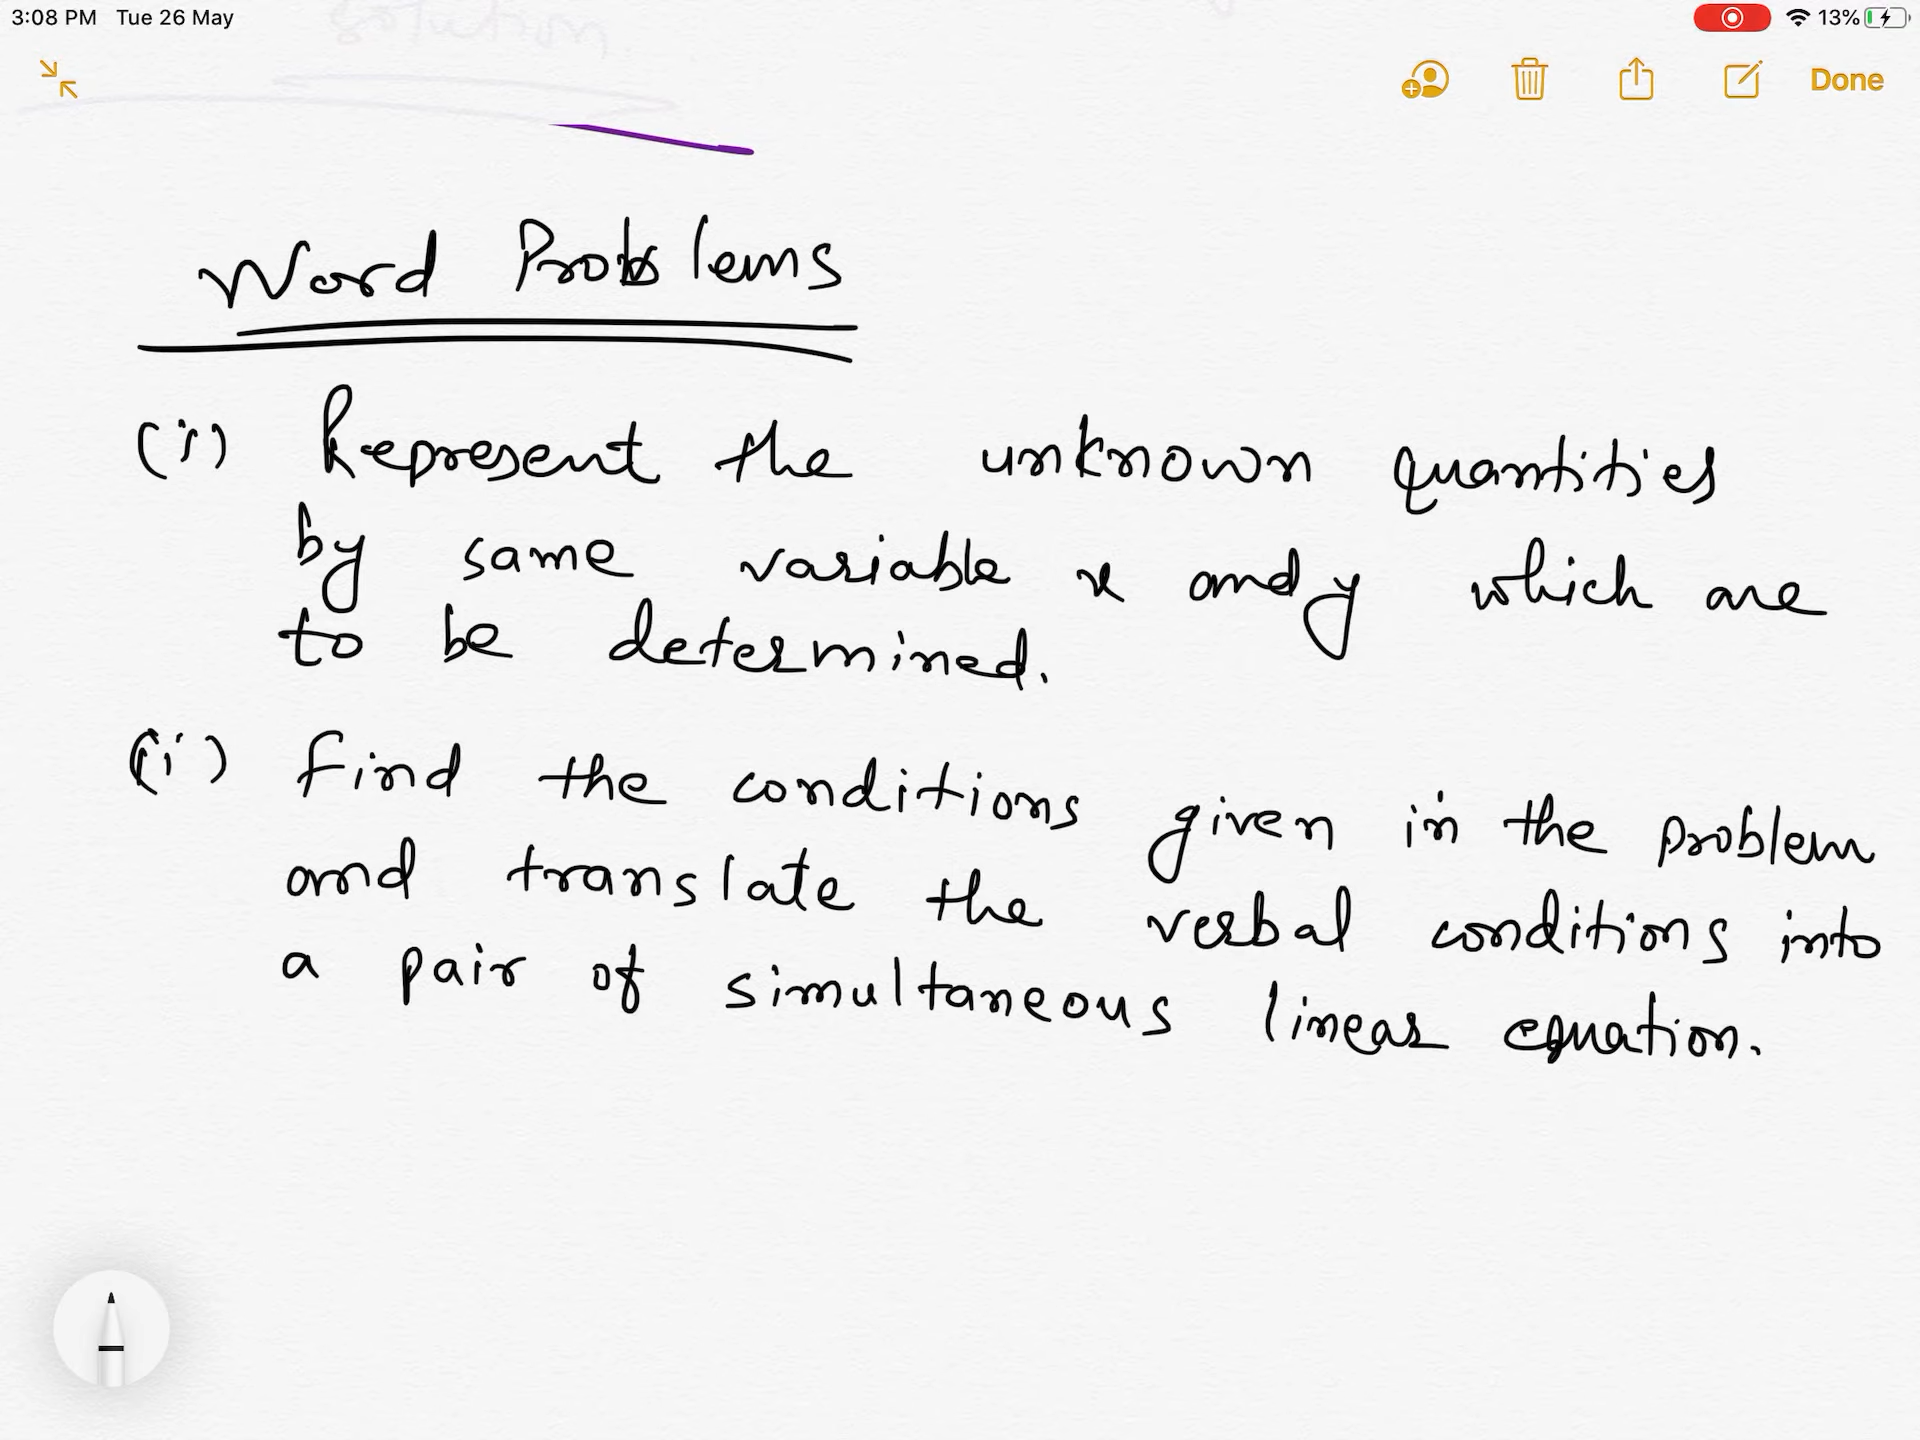 3:08 PM Tue 26 May
13%
solution
Done
Word Problems
(i) Represent the unknown quantities
by same variable x and y which are
to be determined.
(ii) Find the conditions given in the problem
and translate the verbal conditions into
a pair of simultaneous linear equation.